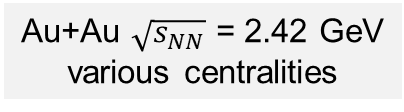 Au+Au √s_NN = 2.42 GeV
various centralities